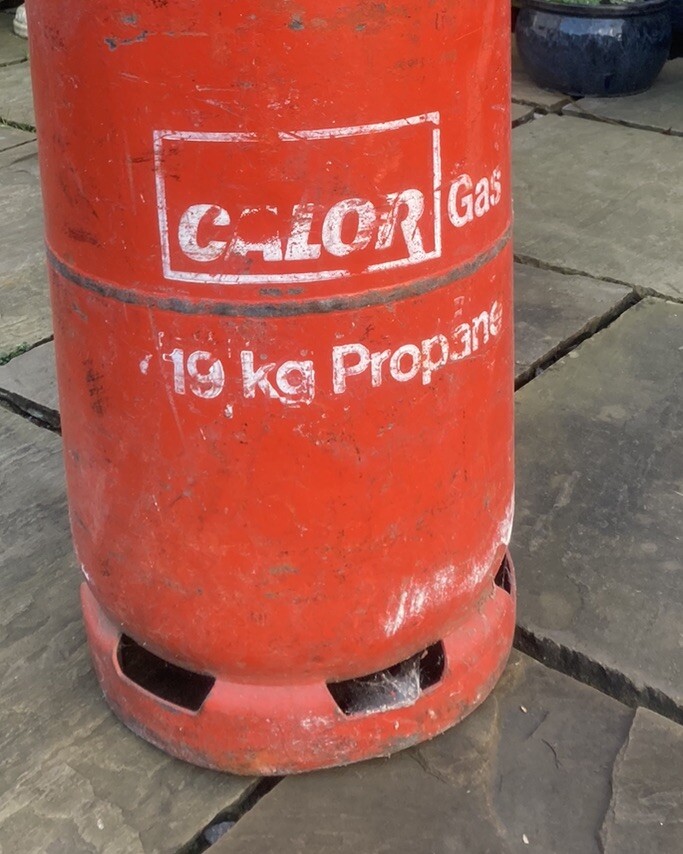 CALOR Gas
19 kg Propane